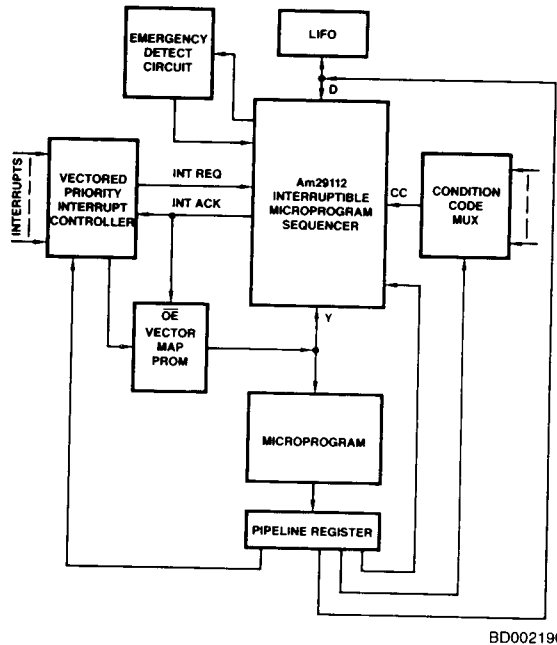 EMERGENCY
DETECT
CIRCUIT
LIFO
D
INTERRUPTS
VECTORED
PRIORITY
INTERRUPT
CONTROLLER
INT REQ
INT ACK
Am29112
INTERRUPTIBLE
MICROPROGRAM
SEQUENCER
CC
CONDITION
CODE
MUX
OE
VECTOR
MAP
PROM
Y
MICROPROGRAM
PIPELINE REGISTER